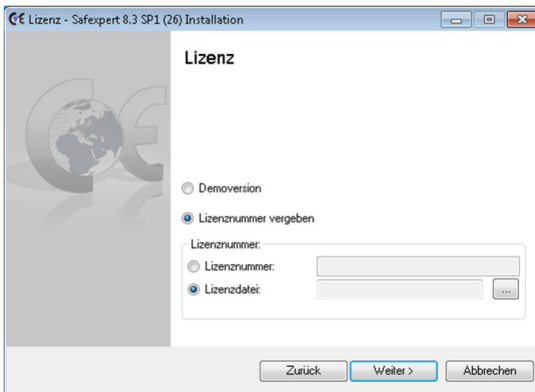 Lizenz - Safexpert 8.3 SP1 (26) Installation
Lizenz
Demoversion
Lizenznummer vergeben
Lizenznummer:
Lizenznummer:
Lizenzdatei:
...
Zurück
Weiter >
Abbrechen